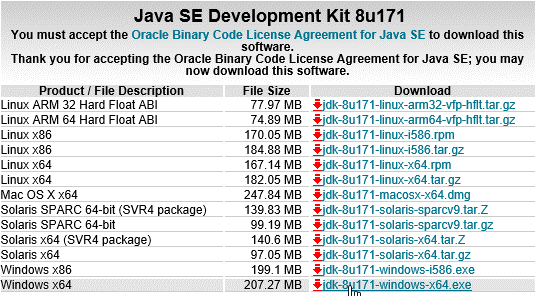 Java SE Development Kit 8u171
You must accept the Oracle Binary Code License Agreement for Java SE to download this
software.
Thank you for accepting the Oracle Binary Code License Agreement for Java SE; you may
now download this software.
Product / File Description File Size Download
Linux ARM 32 Hard Float ABI 77.97 MB jdk-8u171-linux-arm32-vfp-hflt.tar.gz
Linux ARM 64 Hard Float ABI 74.89 MB jdk-8u171-linux-arm64-vfp-hflt.tar.gz
Linux x86 170.05 MB jdk-8u171-linux-i586.rpm
Linux x86 184.88 MB jdk-8u171-linux-i586.tar.gz
Linux x64 167.14 MB jdk-8u171-linux-x64.rpm
Linux x64 182.05 MB jdk-8u171-linux-x64.tar.gz
Mac OS X x64 247.84 MB jdk-8u171-macosx-x64.dmg
Solaris SPARC 64-bit (SVR4 package) 139.83 MB jdk-8u171-solaris-sparcv9.tar.Z
Solaris SPARC 64-bit 99.19 MB jdk-8u171-solaris-sparcv9.tar.gz
Solaris x64 (SVR4 package) 140.6 MB jdk-8u171-solaris-x64.tar.Z
Solaris x64 97.05 MB jdk-8u171-solaris-x64.tar.gz
Windows x86 199.1 MB jdk-8u171-windows-i586.exe
Windows x64 207.27 MB jdk-8u171-windows-x64.exe